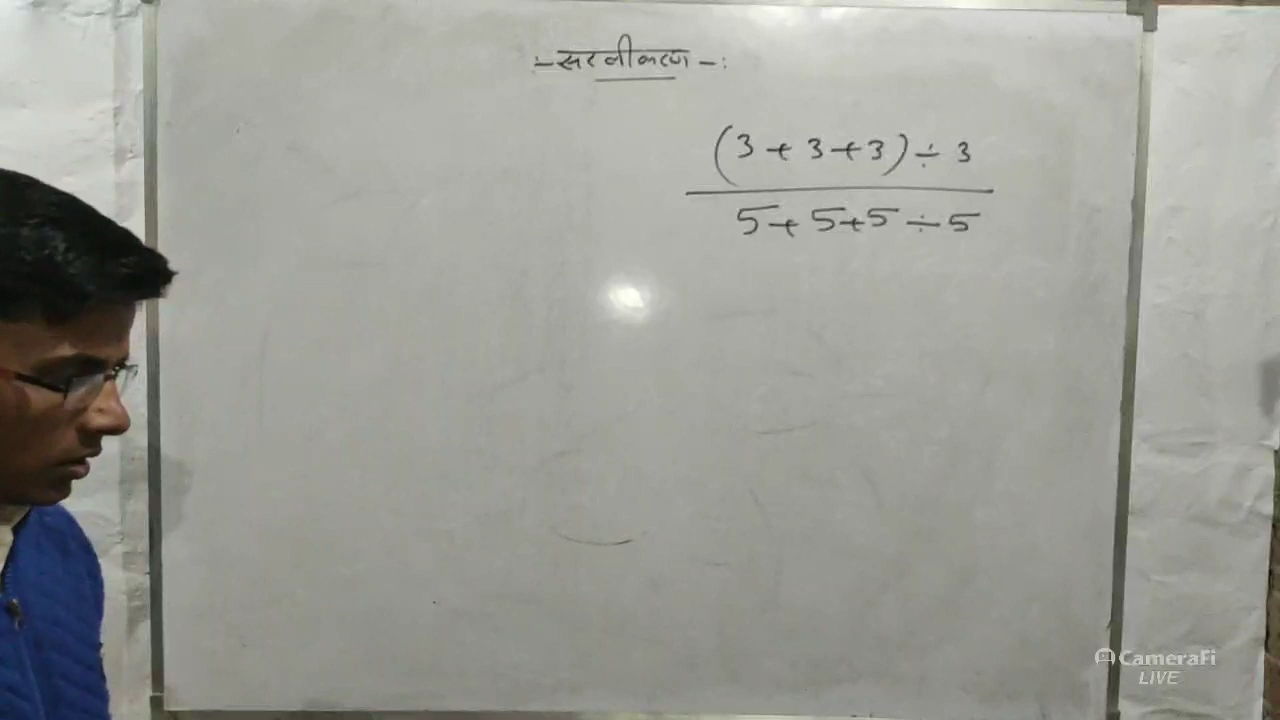 :- सरलीकरण -:
(3 + 3 + 3) ÷ 3
5 + 5 + 5 ÷ 5
CameraFi
LIVE